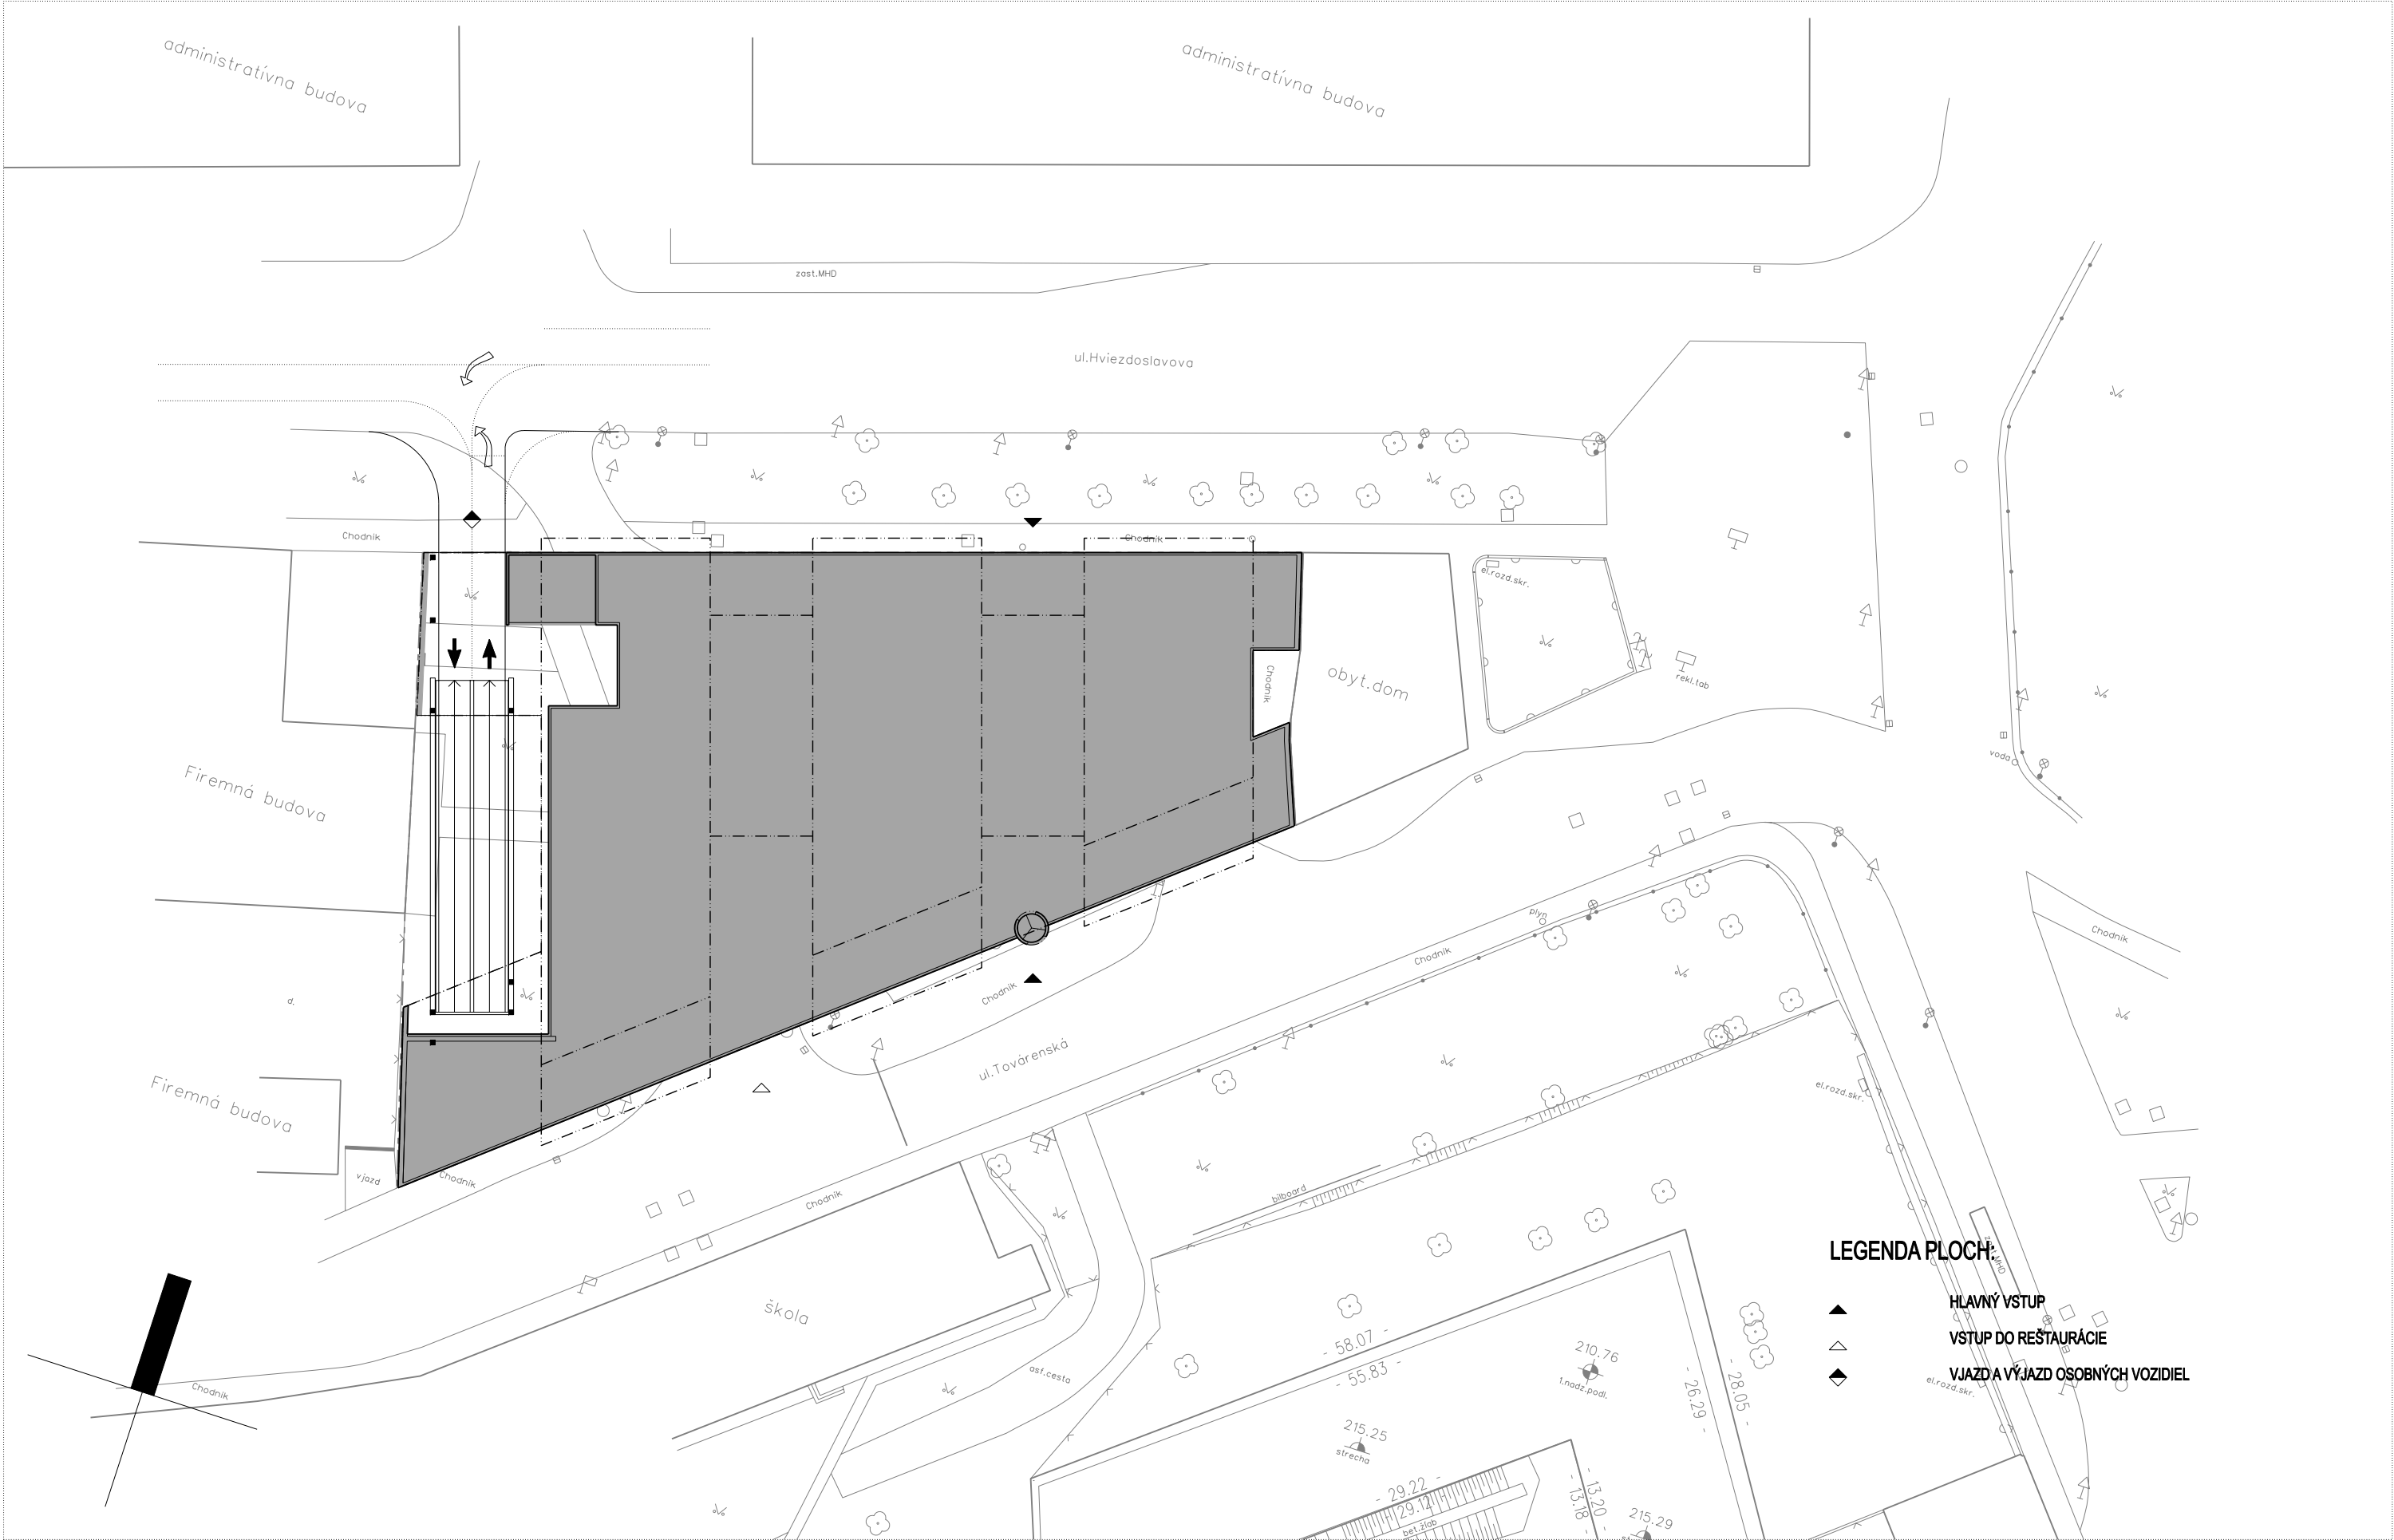 administratívna budova
administratívna budova
zast.MHD
ul.Hviezdoslavova
Chodník
Chodník
el.rozd.skr.
Chodník
obyt.dom
rekl.tab
voda
Firemná budova
plyn
Chodník
Chodník
Chodník
d.
ul.Továrenská
Firemná budova
el.rozd.skr.
vjazd
Chodník
Chodník
bilboard
LEGENDA PLOCH:
zast.MHD
HLAVNÝ VSTUP
škola
- 58.07 -
VSTUP DO REŠTAURÁCIE
- 55.83 -
210.76
1.nadz.podl.
asf.cesta
VJAZD A VÝJAZD OSOBNÝCH VOZIDIEL
Chodník
el.rozd.skr.
- 26.29 -
- 28.05 -
215.25
strecha
- 29.22 -
- 29.12 -
- 13.20 -
- 13.18 -
bet.žlab
215.29